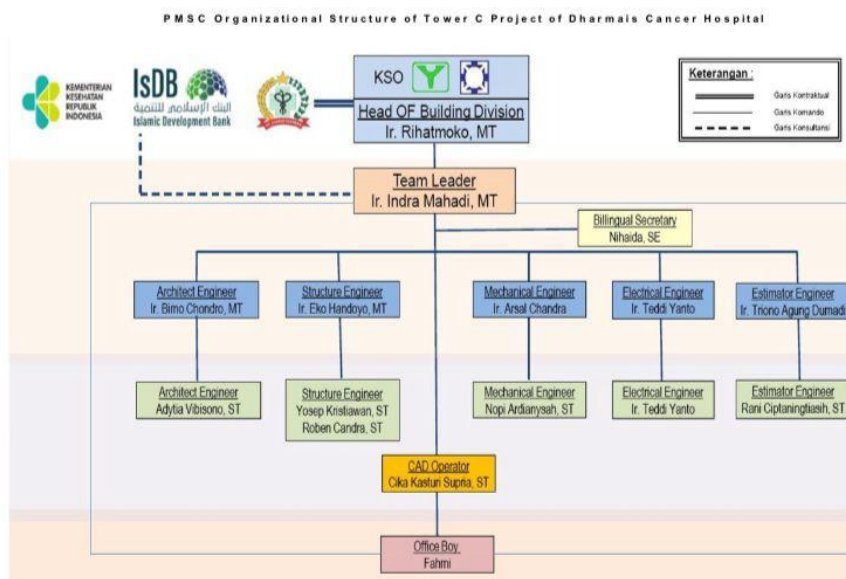 PMSC Organizational Structure of Tower C Project of Dharmais Cancer Hospital
KEMENTERIAN
KESEHATAN
REPUBLIK
INDONESIA
IsDB
البنك الإسلامي للتنمية
Islamic Development Bank
KSO
Head OF Building Division
Ir. Rihatmoko, MT
Keterangan :
Garis Kontraktual
Garis Komando
Garis Konsultansi
Team Leader
Ir. Indra Mahadi, MT
Billingual Secretary
Nihaida, SE
Architect Engineer
Ir. Bimo Chondro, MT
Structure Engineer
Ir. Eko Handoyo, MT
Mechanical Engineer
Ir. Arsal Chandra
Electrical Engineer
Ir. Teddi Yanto
Estimator Engineer
Ir. Triono Agung Dumadi
Architect Engineer
Adytia Vibisono, ST
Structure Engineer
Yosep Kristiawan, ST
Roben Candra, ST
Mechanical Engineer
Nopi Ardianysah, ST
Electrical Engineer
Ir. Teddi Yanto
Estimator Engineer
Rani Ciptaningtiasih, ST
CAD Operator
Cika Kasturi Supria, ST
Office Boy
Fahmi